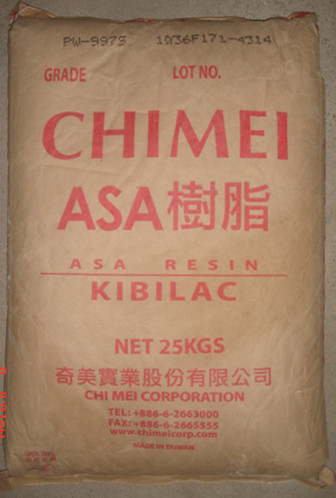 PW-997S 1036F171-4314
GRADE LOT NO.
CHIMEI
ASA樹脂
ASA RESIN
KIBILAC
NET 25KGS
奇美實業股份有限公司
CHI MEI CORPORATION
TEL: +886-6-2663000
FAX: +886-6-2665555
www.chimeicorp.com
MADE IN TAIWAN